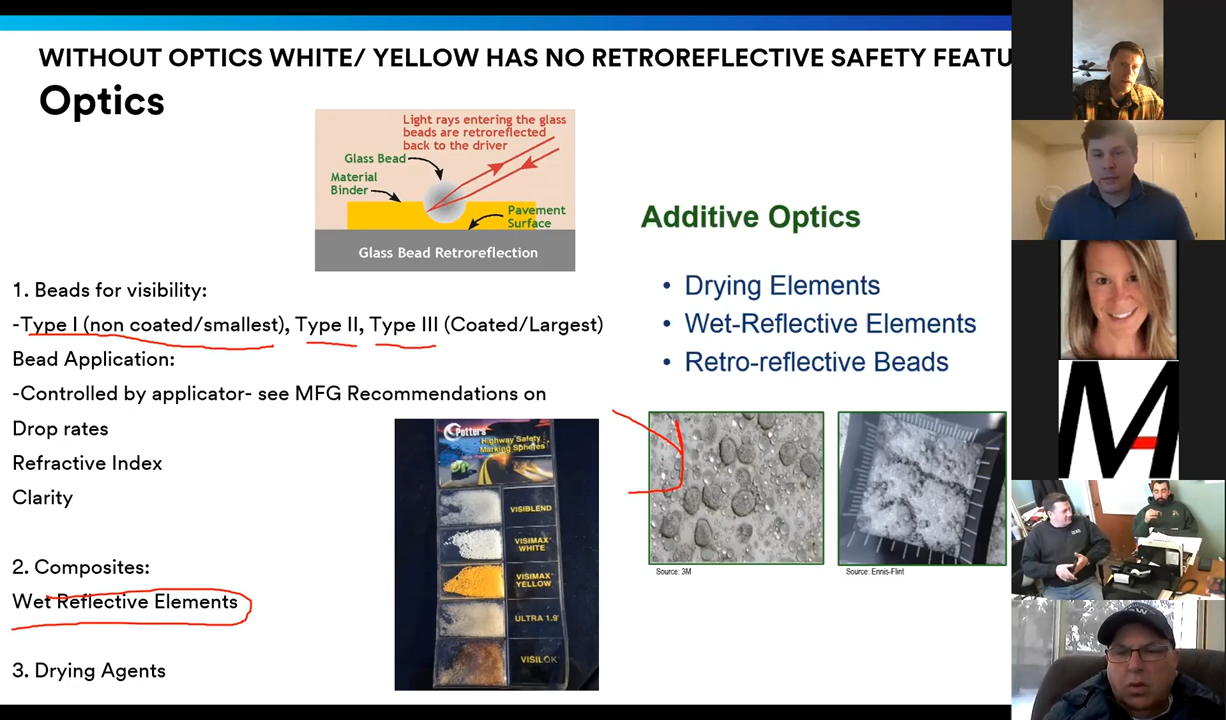 WITHOUT OPTICS WHITE/ YELLOW HAS NO RETROREFLECTIVE SAFETY FEATU
Optics
Light rays entering the glass
beads are retroreflected
back to the driver
Glass Bead
Material
Binder
Pavement
Surface
Glass Bead Retroreflection
1. Beads for visibility:
-Type I (non coated/smallest), Type II, Type III (Coated/Largest)
Bead Application:
-Controlled by applicator- see MFG Recommendations on
Drop rates
Refractive Index
Clarity
2. Composites:
Wet Reflective Elements
3. Drying Agents
Potters
Highway Safety
Marking Spheres
VISIBLEND
VISIMAX
WHITE
VISIMAX
YELLOW
ULTRA 1.9
VISILOK
Additive Optics
• Drying Elements
• Wet-Reflective Elements
• Retro-reflective Beads
Source: 3M
Source: Ennis-Flint
M